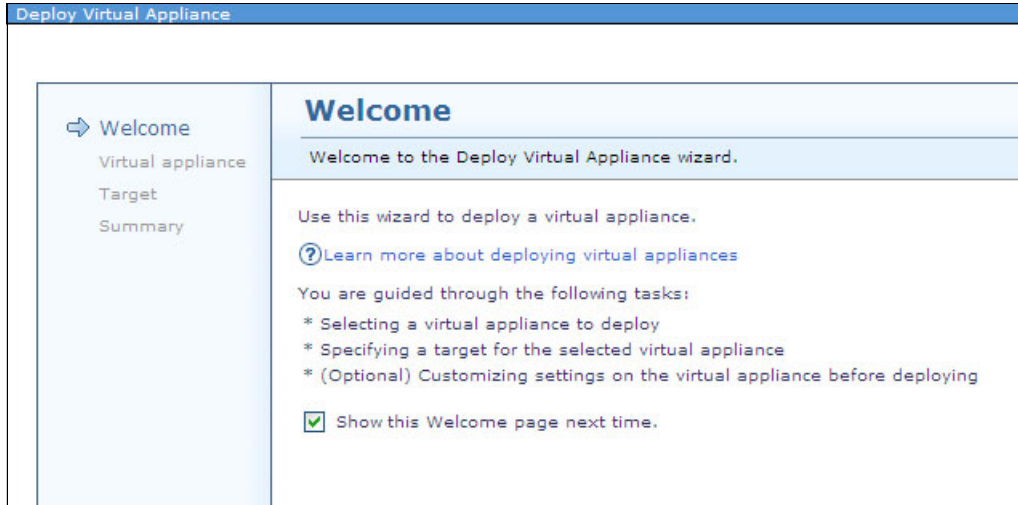 Deploy Virtual Appliance
Welcome
Virtual appliance
Target
Summary
Welcome
Welcome to the Deploy Virtual Appliance wizard.
Use this wizard to deploy a virtual appliance.
?Learn more about deploying virtual appliances
You are guided through the following tasks:
* Selecting a virtual appliance to deploy
* Specifying a target for the selected virtual appliance
* (Optional) Customizing settings on the virtual appliance before deploying
Show this Welcome page next time.